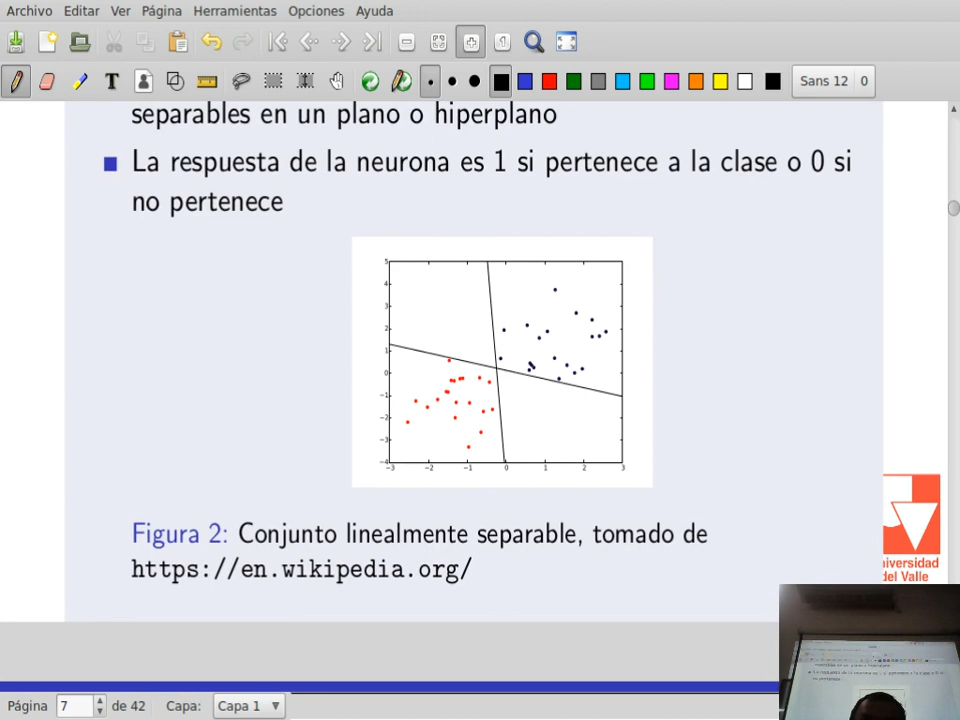 Archivo Editar Ver Página Herramientas Opciones Ayuda
T Sans 12 0
separables en un plano o hiperplano
La respuesta de la neurona es 1 si pertenece a la clase o 0 si
no pertenece
5
4
3
2
1
0
−1
−2
−3
−4
−3 −2 −1 0 1 2 3
Figura 2: Conjunto linealmente separable, tomado de
https://en.wikipedia.org/
del Valle
Página 7 de 42 Capa: Capa 1